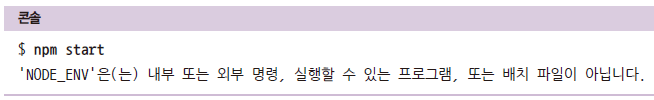 콘솔
$ npm start
'NODE_ENV'은(는) 내부 또는 외부 명령, 실행할 수 있는 프로그램, 또는 배치 파일이 아닙니다.